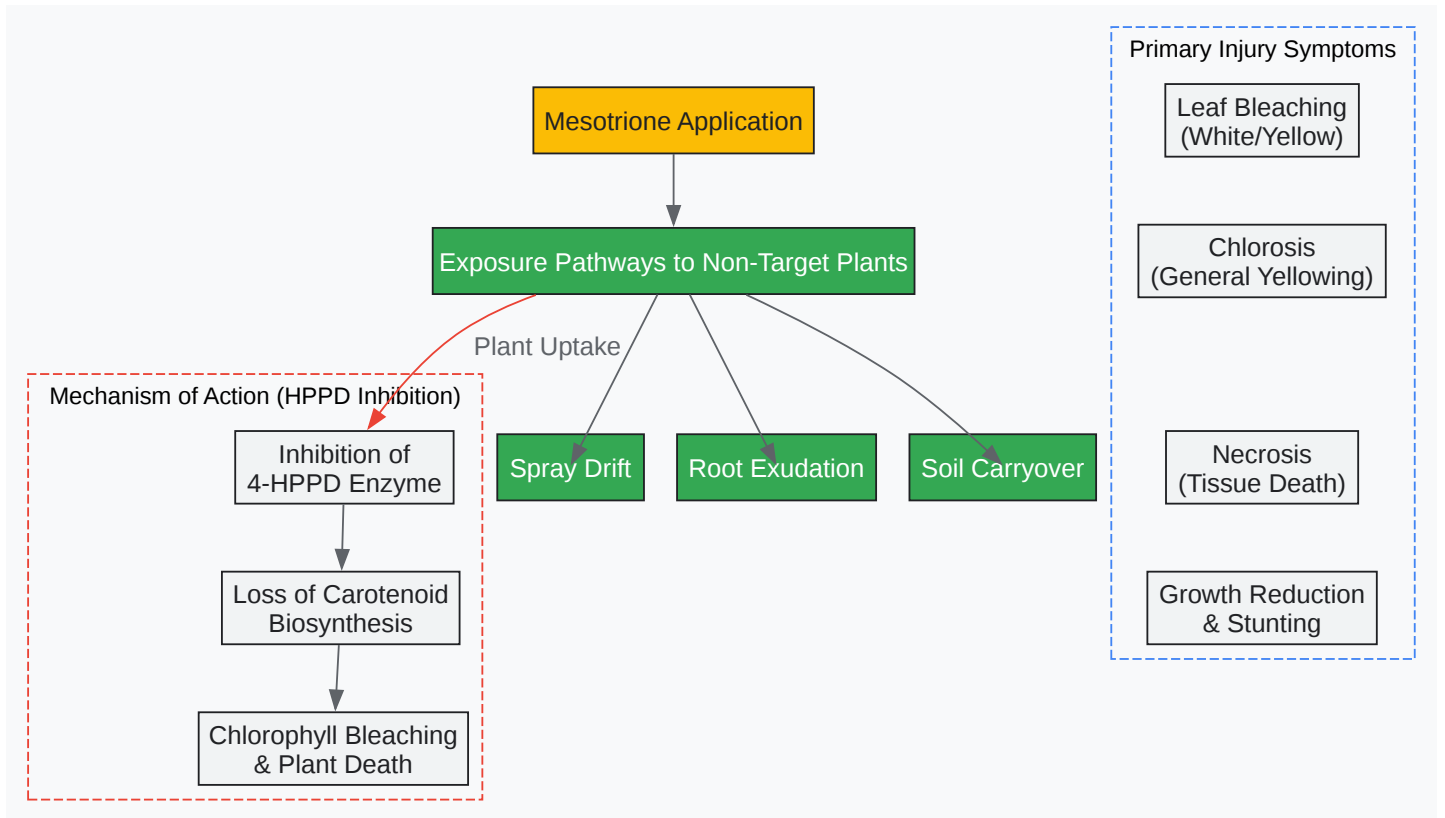 Primary Injury Symptoms
Leaf Bleaching
(White/Yellow)
Mesotrione Application
Chlorosis
(General Yellowing)
Exposure Pathways to Non-Target Plants
Plant Uptake
Mechanism of Action (HPPD Inhibition)
Inhibition of
4-HPPD Enzyme
Spray Drift
Root Exudation
Soil Carryover
Necrosis
(Tissue Death)
Loss of Carotenoid
Biosynthesis
Growth Reduction
& Stunting
Chlorophyll Bleaching
& Plant Death